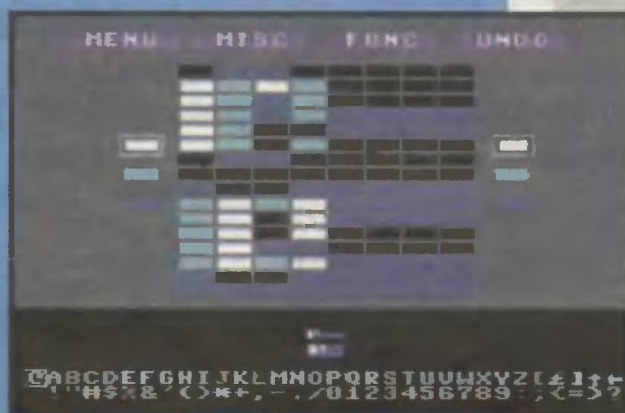 MENU MISC FUNC UNDO
@ABCDEFGHIJKLMNOPQRSTUVWXYZ[£]↑←
!"#$%&'()*+,-./0123456789:;<=>?